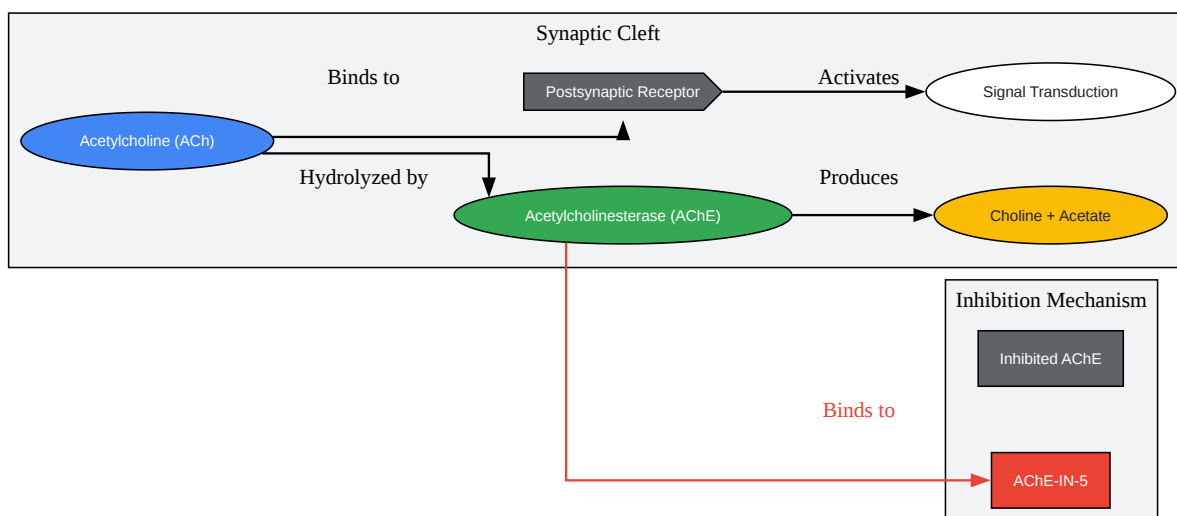 Synaptic Cleft
Binds to
Activates
Postsynaptic Receptor
Signal Transduction
Acetylcholine (ACh)
Hydrolyzed by
Produces
Acetylcholinesterase (AChE)
Choline + Acetate
Inhibition Mechanism
Inhibited AChE
Binds to
AChE-IN-5